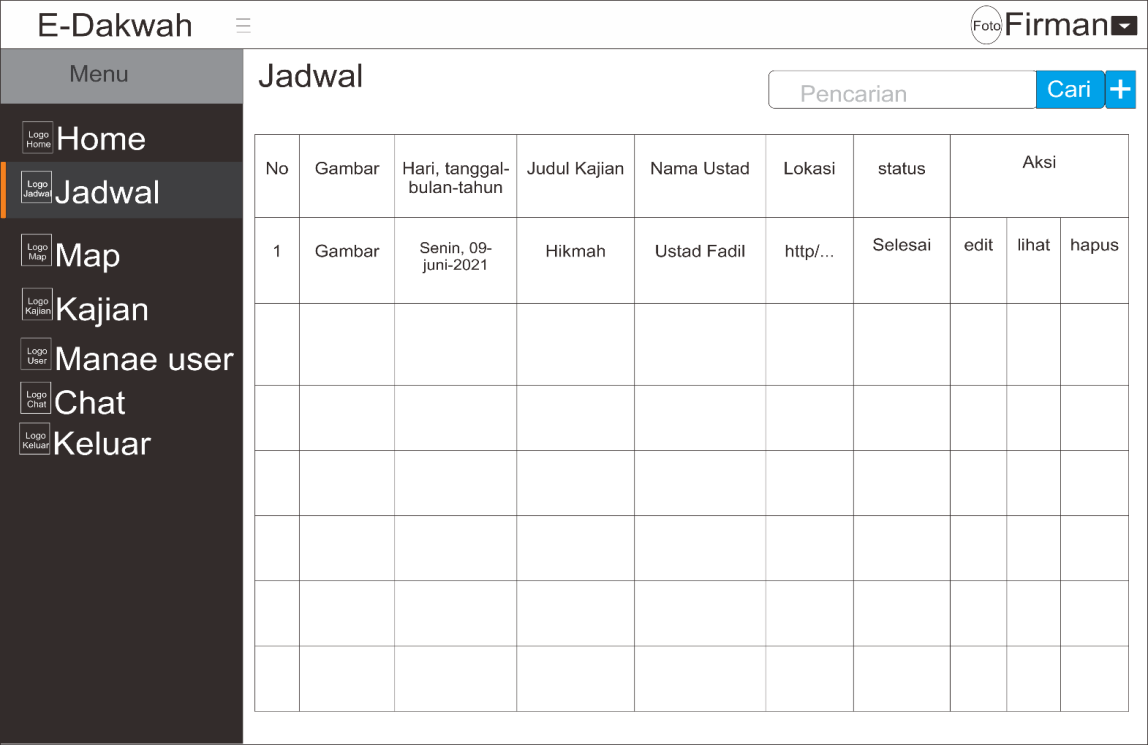 E-Dakwah
Foto
Firman
Menu
Jadwal
Pencarian
Cari
+
Logo
Home
Home
Logo
Jadwal
Jadwal
Logo
Map
Map
Logo
Kajian
Kajian
Logo
User
Manae user
Logo
Chat
Chat
Logo
Keluar
Keluar
No
Gambar
Hari, tanggal-
bulan-tahun
Judul Kajian
Nama Ustad
Lokasi
status
Aksi
1
Gambar
Senin, 09-
juni-2021
Hikmah
Ustad Fadil
http/...
Selesai
edit
lihat
hapus